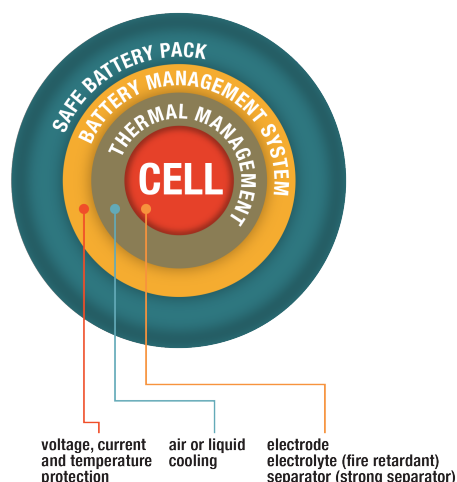 SAFE BATTERY PACK
BATTERY MANAGEMENT SYSTEM
THERMAL MANAGEMENT
CELL
voltage, current
and temperature
protection
air or liquid
cooling
electrode
electrolyte (fire retardant)
separator (strong separator)